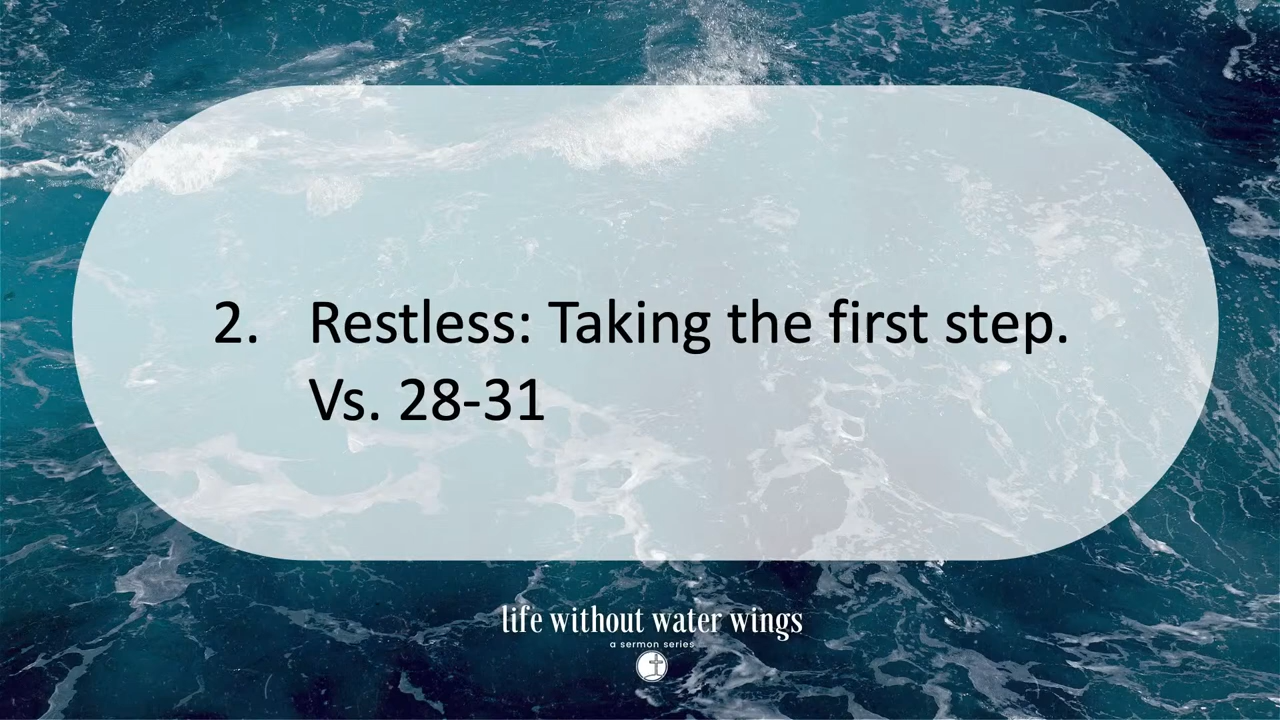 2. Restless: Taking the first step.
Vs. 28-31
life without water wings
a sermon series